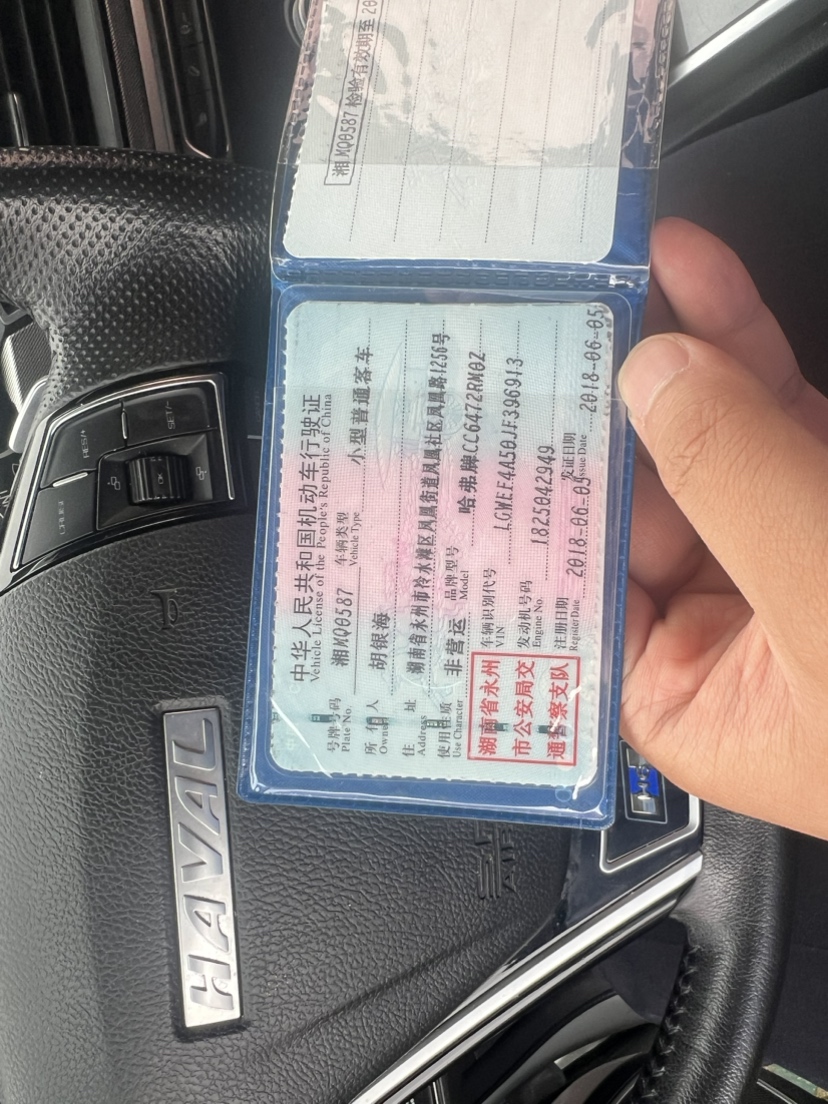 湘MQ0587 检验有效期至20
中华人民共和国机动车行驶证
Vehicle License of the People's Republic of China
号牌号码 湘MQ0587 车辆类型 小型普通客车
Plate No. Vehicle Type
所有人 胡银海
Owner
住址 湖南省永州市冷水滩区凤凰街道凤凰社区凤凰路1256号
Address
使用性质 非营运 品牌型号 哈弗牌CC6472RM0Z
Use Character Model
湖南省永州
市公安局交
通警察支队
车辆识别代号 LGWEE4A50JF396913
VIN
发动机号码 1825042949
Engine No.
注册日期 2018-06-05 发证日期 2018-06-05
Register Date Issue Date
HAVAL
CRUISE
RES/+
SET/-
OK
AIRBAG